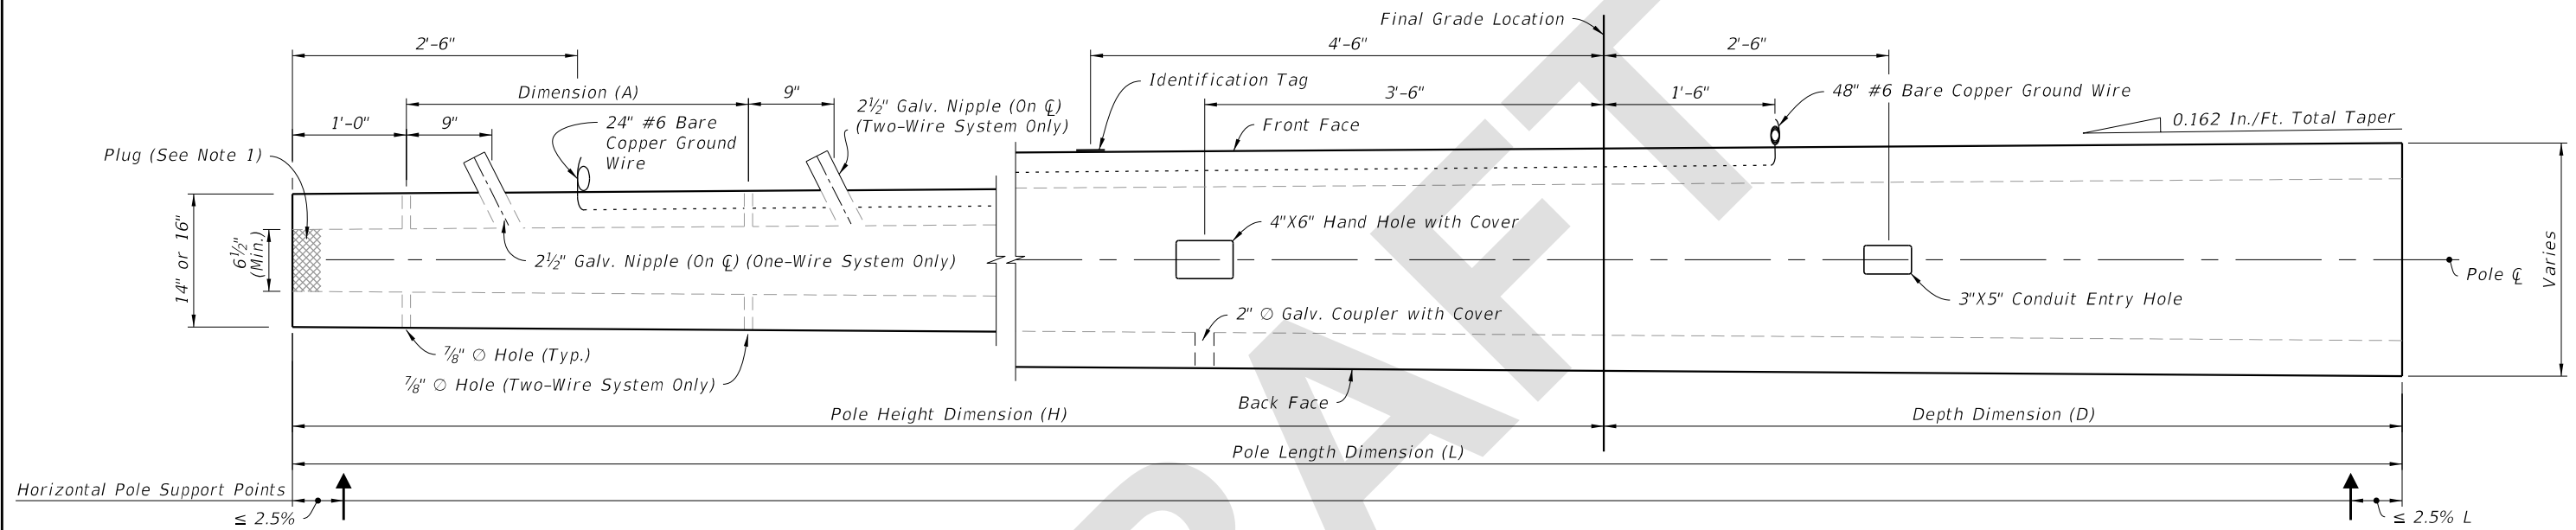 Final Grade Location
2'-6"
4'-6"
2'-6"
Identification Tag
Dimension (A)
9"
2½" Galv. Nipple (On ℄)
(Two-Wire System Only)
3'-6"
1'-6"
48" #6 Bare Copper Ground Wire
1'-0"
9"
24" #6 Bare
Copper Ground
Wire
Front Face
0.162 In./Ft. Total Taper
Plug (See Note 1)
14" or 16"
6½"
(Min.)
4"X6" Hand Hole with Cover
2½" Galv. Nipple (On ℄) (One-Wire System Only)
Pole ℄
Varies
3"X5" Conduit Entry Hole
2" ∅ Galv. Coupler with Cover
⅞" ∅ Hole (Typ.)
⅞" ∅ Hole (Two-Wire System Only)
Back Face
Pole Height Dimension (H)
Depth Dimension (D)
Pole Length Dimension (L)
Horizontal Pole Support Points
≤ 2.5%
≤ 2.5% L
DRAFT